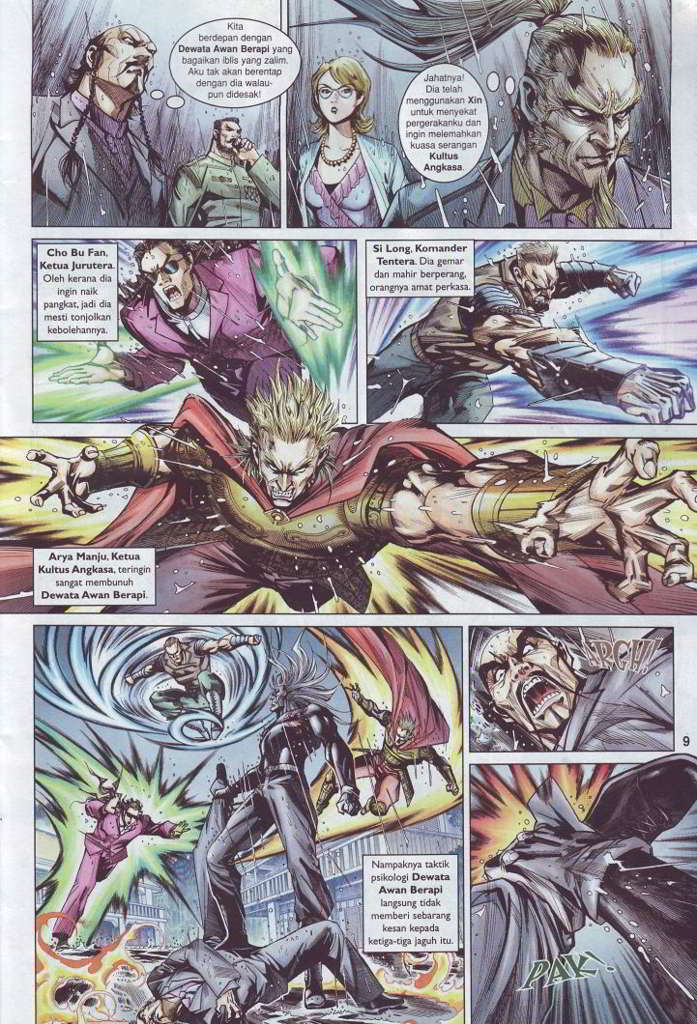 Kita
berdepan dengan
Dewata Awan Berapi yang
bagaikan iblis yang zalim.
Aku tak akan berentap
dengan dia walau-
pun didesak!
Jahatnya!
Dia telah
menggunakan Xin
untuk menyekat
pergerakanku dan
ingin melemahkan
kuasa serangan
Kultus
Angkasa.
Cho Bu Fan,
Ketua Jurutera.
Oleh kerana dia
ingin naik
pangkat, jadi dia
mesti tonjolkan
kebolehannya.
Si Long, Komander
Tentera. Dia gemar
dan mahir berperang,
orangnya amat perkasa.
Arya Manju, Ketua
Kultus Angkasa, teringin
sangat membunuh
Dewata Awan Berapi.
ARGH!!
9
Nampaknya taktik
psikologi Dewata
Awan Berapi
langsung tidak
memberi sebarang
kesan kepada
ketiga-tiga jaguh itu.
PAK!